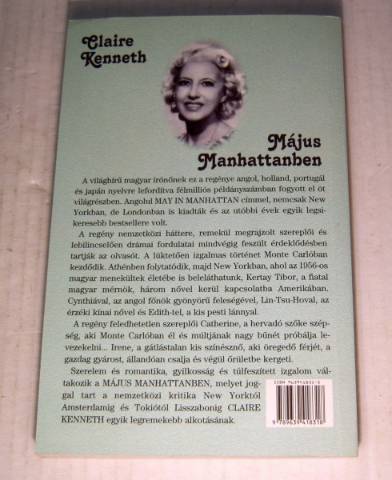 Claire
Kenneth
Május
Manhattanben
A világhírű magyar írónőnek ez a regénye angol, holland, portugál
és japán nyelvre lefordítva félmilliós példányszámban fogyott el öt
világrészben. Angolul MAY IN MANHATTAN címmel, nemcsak New
Yorkban, de Londonban is kiadták és az utóbbi évek egyik legsi-
keresebb bestsellere volt.
A regény nemzetközi háttere, remekül megrajzolt szereplői és
lebilincselően drámai fordulatai mindvégig feszült érdeklődésben
tartják az olvasót. A lüktetően izgalmas történet Monte Carlóban
kezdődik. Athénben folytatódik, majd New Yorkban, ahol az 1956-os
magyar menekültek életébe is beleláthatunk, Kertay Tibor, a fiatal
magyar mérnök, három nővel kerül kapcsolatba Amerikában.
Cynthiával, az angol főnök gyönyörű feleségével, Lin-Tsu-Hoval, az
érzéki kínai nővel és Edith-tel, a kis pesti lánnyal.
A regény feledhetetlen szereplői Catherine, a hervadó szőke szép-
ség, aki Monte Carlóban él és múltjának nagy bűnét próbálja le-
vezekelni... Irene, a gátlástalan kis színésznő, aki öregedő férjét, a
gazdag gyárost, állandóan csalja és végül őrületbe kergeti.
Szerelem és romantika, gyilkosság és túlfeszített izgalom vál-
takozik a MÁJUS MANHATTANBEN, melyet jog-
gal tart a nemzetközi kritika New Yorktól
Amsterdamig és Tokiótól Lisszabonig CLAIRE
KENNETH egyik legremekebb alkotásának.
9789639418318